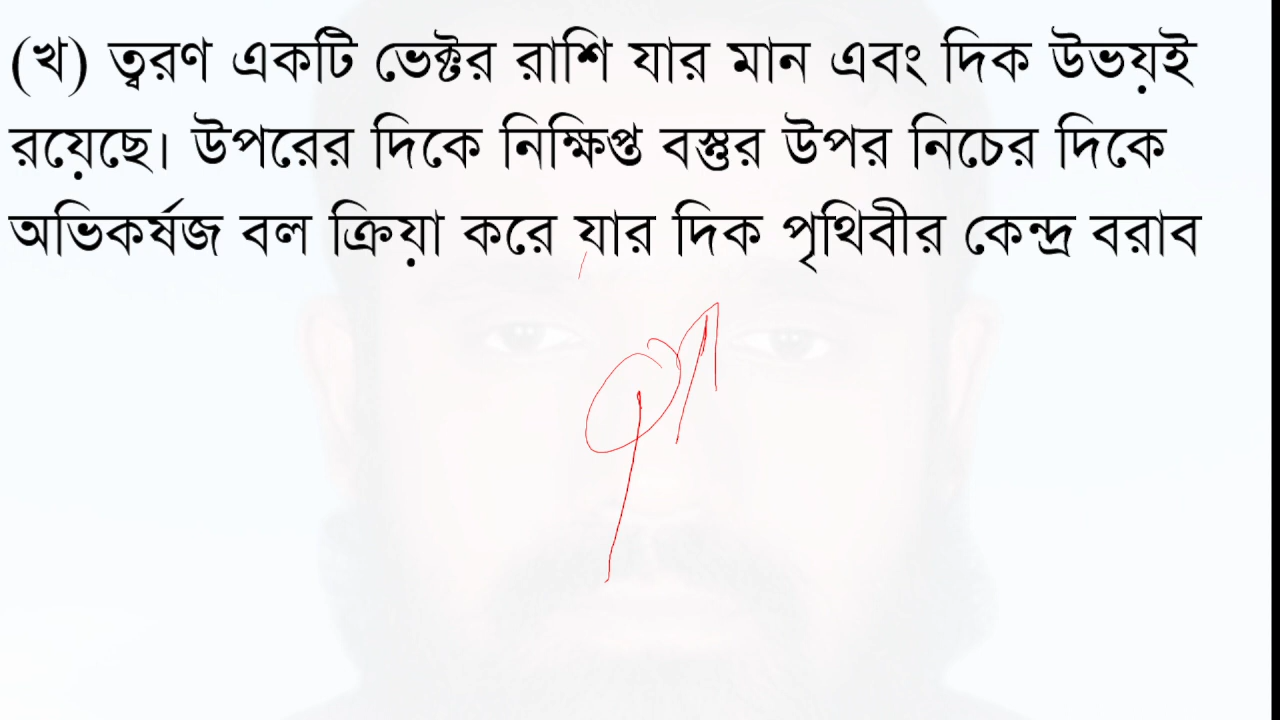 (খ) ত্বরণ একটি ভেক্টর রাশি যার মান এবং দিক উভয়ই
রয়েছে। উপরের দিকে নিক্ষিপ্ত বস্তুর উপর নিচের দিকে
অভিকর্ষজ বল ক্রিয়া করে যার দিক পৃথিবীর কেন্দ্র বরাব